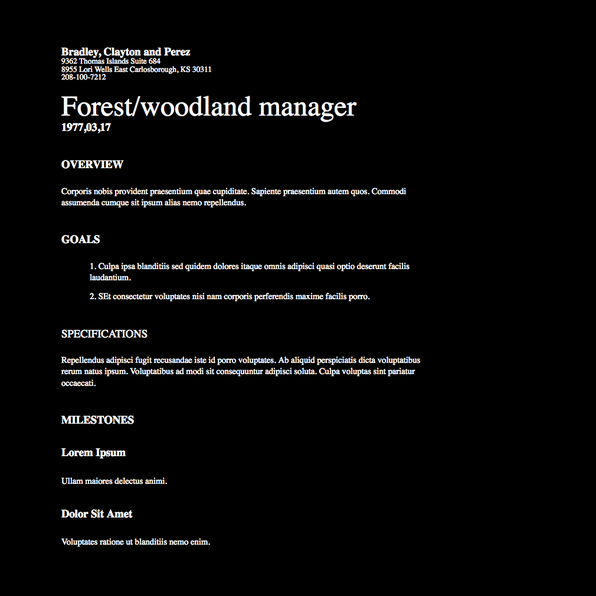 Bradley, Clayton and Perez
9362 Thomas Islands Suite 684
8955 Lori Wells East Carlosborough, KS 30311
208-100-7212
Forest/woodland manager
1977,03,17
OVERVIEW
Corporis nobis provident praesentium quae cupiditate. Sapiente praesentium autem quos. Commodi
assumenda cumque sit ipsum alias nemo repellendus.
GOALS
1. Culpa ipsa blanditiis sed quidem dolores itaque omnis adipisci quasi optio deserunt facilis
laudantium.
2. SEt consectetur voluptates nisi nam corporis perferendis maxime facilis porro.
SPECIFICATIONS
Repellendus adipisci fugit recusandae iste id porro voluptates. Ab aliquid perspiciatis dicta voluptatibus
rerum natus ipsum. Voluptatibus ad modi sit consequuntur adipisci soluta. Culpa voluptas sint pariatur
occaecati.
MILESTONES
Lorem Ipsum
Ullam maiores delectus animi.
Dolor Sit Amet
Voluptates ratione ut blanditiis nemo enim.